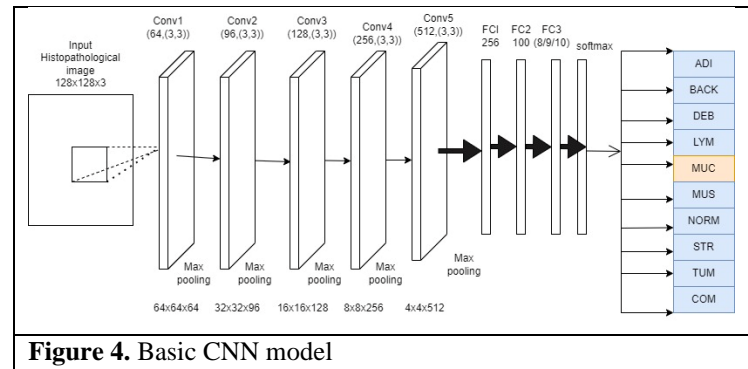 Input
Histopathological
image
128x128x3
Conv1
(64,(3,3))
Conv2
(96,(3,3))
Conv3
(128,(3,3))
Conv4
(256,(3,3))
Conv5
(512,(3,3))
FC1
256
FC2
100
FC3
(8/9/10)
softmax
Max
pooling
Max
pooling
Max
pooling
Max
pooling
Max
pooling
64x64x64
32x32x96
16x16x128
8x8x256
4x4x512
ADI
BACK
DEB
LYM
MUC
MUS
NORM
STR
TUM
COM
Figure 4. Basic CNN model